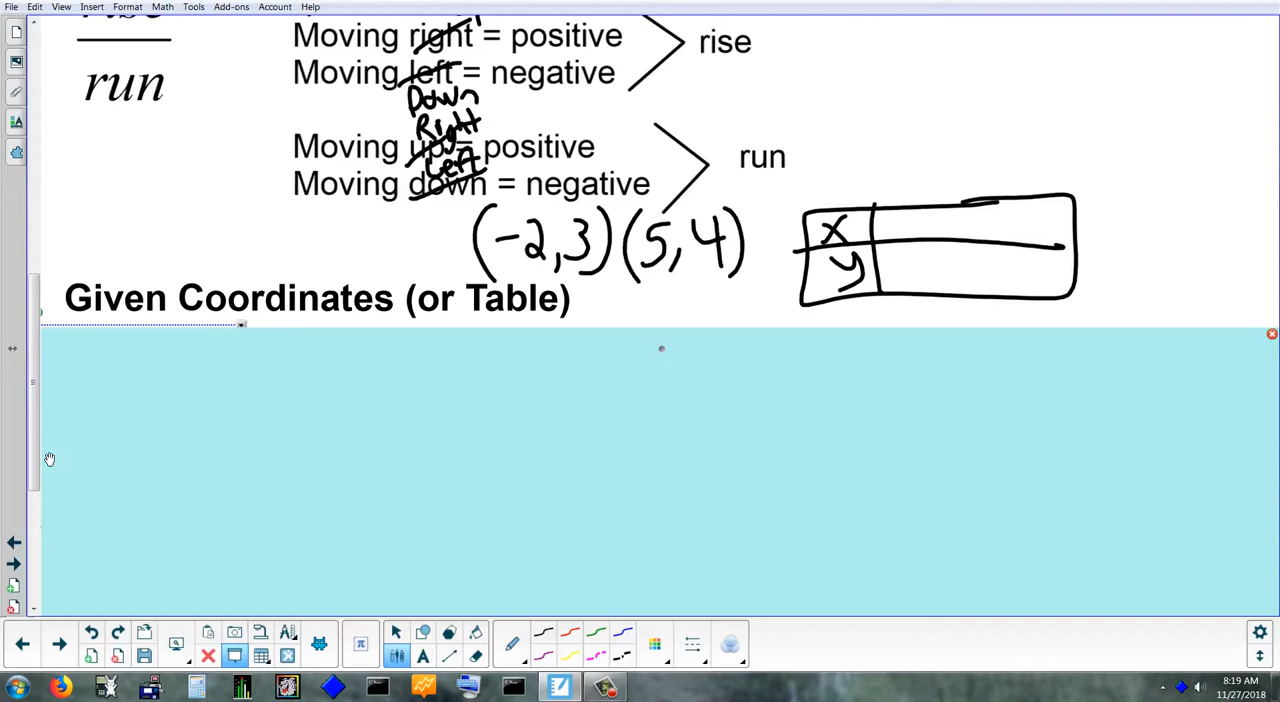 File Edit View Insert Format Math Tools Add-ons Account Help
Moving right = positive
rise
Moving left = negative
run
Down
Right
Moving up = positive
Left
run
Moving down = negative
(-2,3)(5,4)
x
y
Given Coordinates (or Table)
π
A
8:19 AM
11/27/2018